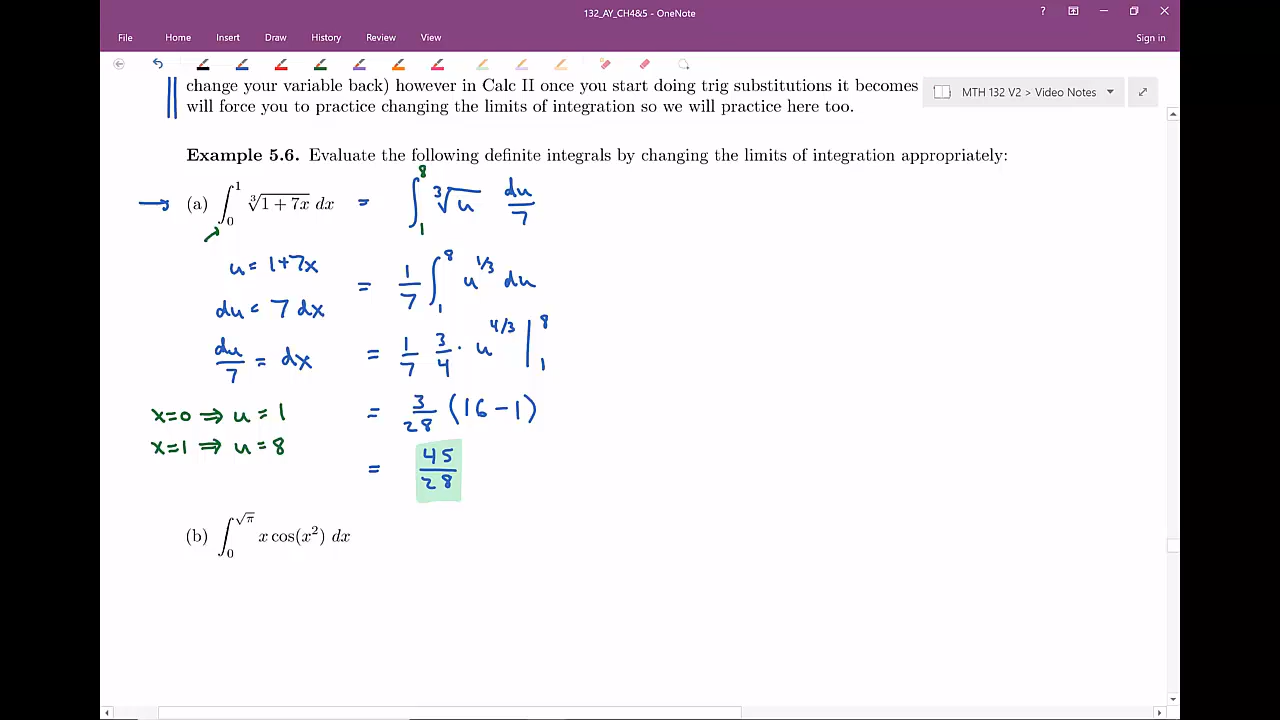 132_AY_CH4&5 - OneNote
?
File Home Insert Draw History Review View Sign in
change your variable back) however in Calc II once you start doing trig substitutions it becomes
MTH 132 V2 > Video Notes
will force you to practice changing the limits of integration so we will practice here too.
Example 5.6. Evaluate the following definite integrals by changing the limits of integration appropriately:
→ (a) ∫₀¹ ∛(1 + 7x) dx = ∫₁⁸ ∛u du/7
u = 1+7x = 1/7 ∫₁⁸ u^{1/3} du
du = 7 dx
du/7 = dx = 1/7 3/4 · u^{4/3} |₁⁸
x=0 ⇒ u = 1 = 3/28 (16 − 1)
x=1 ⇒ u = 8
= 45/28
(b) ∫₀^{√π} x cos(x²) dx